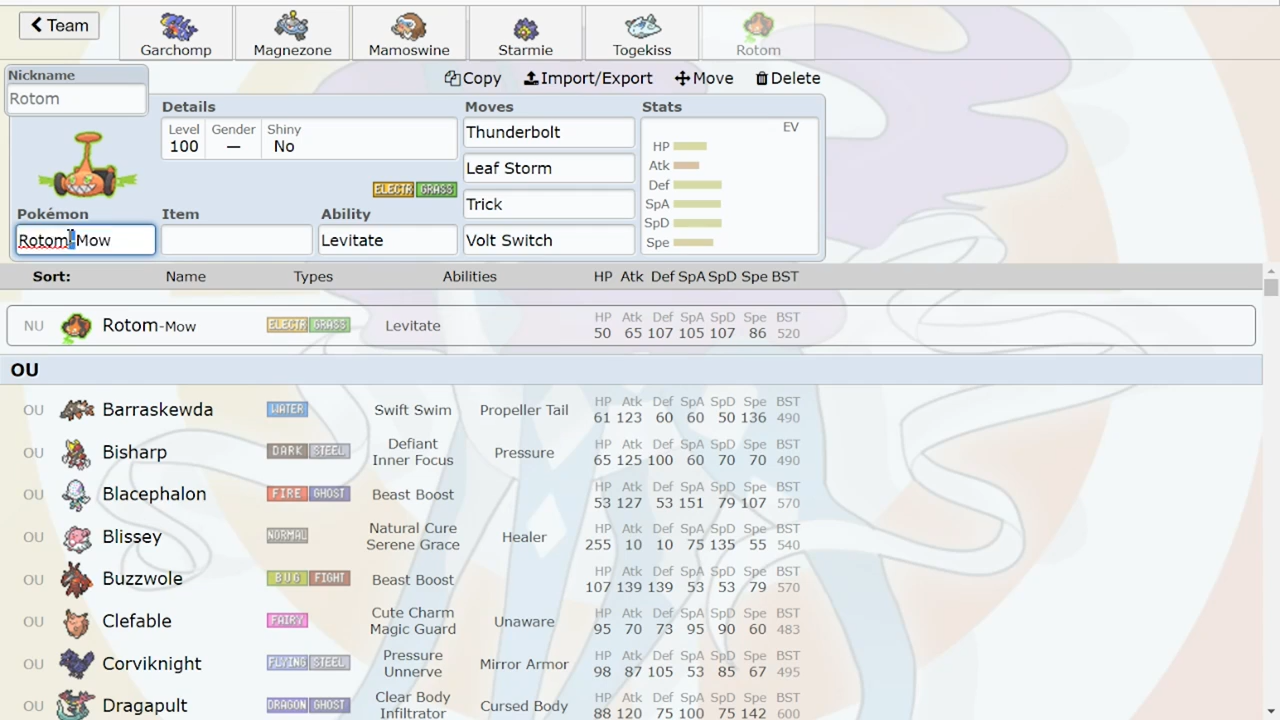 Team
Garchomp
Magnezone
Mamoswine
Starmie
Togekiss
Rotom
Nickname
Rotom
Copy
Import/Export
Move
Delete
Details
Moves
Stats
Level Gender Shiny
100 — No
Thunderbolt
EV
HP
Atk
Def
SpA
SpD
Spe
Leaf Storm
ELECTR GRASS
Trick
Pokémon Item Ability
Rotom-Mow
Levitate
Volt Switch
Sort: Name Types Abilities HP Atk Def SpA SpD Spe BST
NU Rotom-Mow ELECTR GRASS Levitate
HP Atk Def SpA SpD Spe BST
50 65 107 105 107 86 520
OU
OU Barraskewda WATER Swift Swim Propeller Tail
HP Atk Def SpA SpD Spe BST
61 123 60 60 50 136 490
OU Bisharp DARK STEEL
Defiant
Inner Focus
Pressure
HP Atk Def SpA SpD Spe BST
65 125 100 60 70 70 490
OU Blacephalon FIRE GHOST Beast Boost
HP Atk Def SpA SpD Spe BST
53 127 53 151 79 107 570
OU Blissey NORMAL
Natural Cure
Serene Grace
Healer
HP Atk Def SpA SpD Spe BST
255 10 10 75 135 55 540
OU Buzzwole BUG FIGHT Beast Boost
HP Atk Def SpA SpD Spe BST
107 139 139 53 53 79 570
OU Clefable FAIRY
Cute Charm
Magic Guard
Unaware
HP Atk Def SpA SpD Spe BST
95 70 73 95 90 60 483
OU Corviknight FLYING STEEL
Pressure
Unnerve
Mirror Armor
HP Atk Def SpA SpD Spe BST
98 87 105 53 85 67 495
OU Dragapult DRAGON GHOST
Clear Body
Infiltrator
Cursed Body
HP Atk Def SpA SpD Spe BST
88 120 75 100 75 142 600